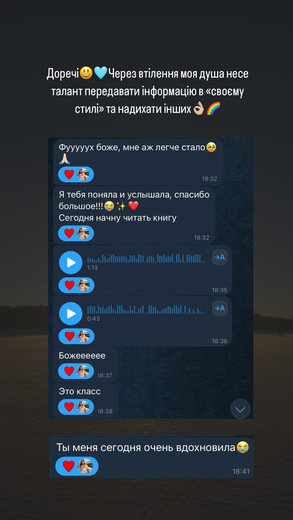 Доречі😃🩵Через втілення моя душа несе
талант передавати інформацію в «своєму
стилі» та надихати інших👌🏻🌈
Фууууух боже, мне аж легче стало🥹
🙏🏻
18:32
Я тебя поняла и услышала, спасибо
большое!!!😭✨❤️
Сегодня начну читать книгу
18:32
1:13
→A
18:35
0:43
→A
18:36
Божееееее
18:37
Это класс
18:38
Ты меня сегодня очень вдохновила😭
18:41